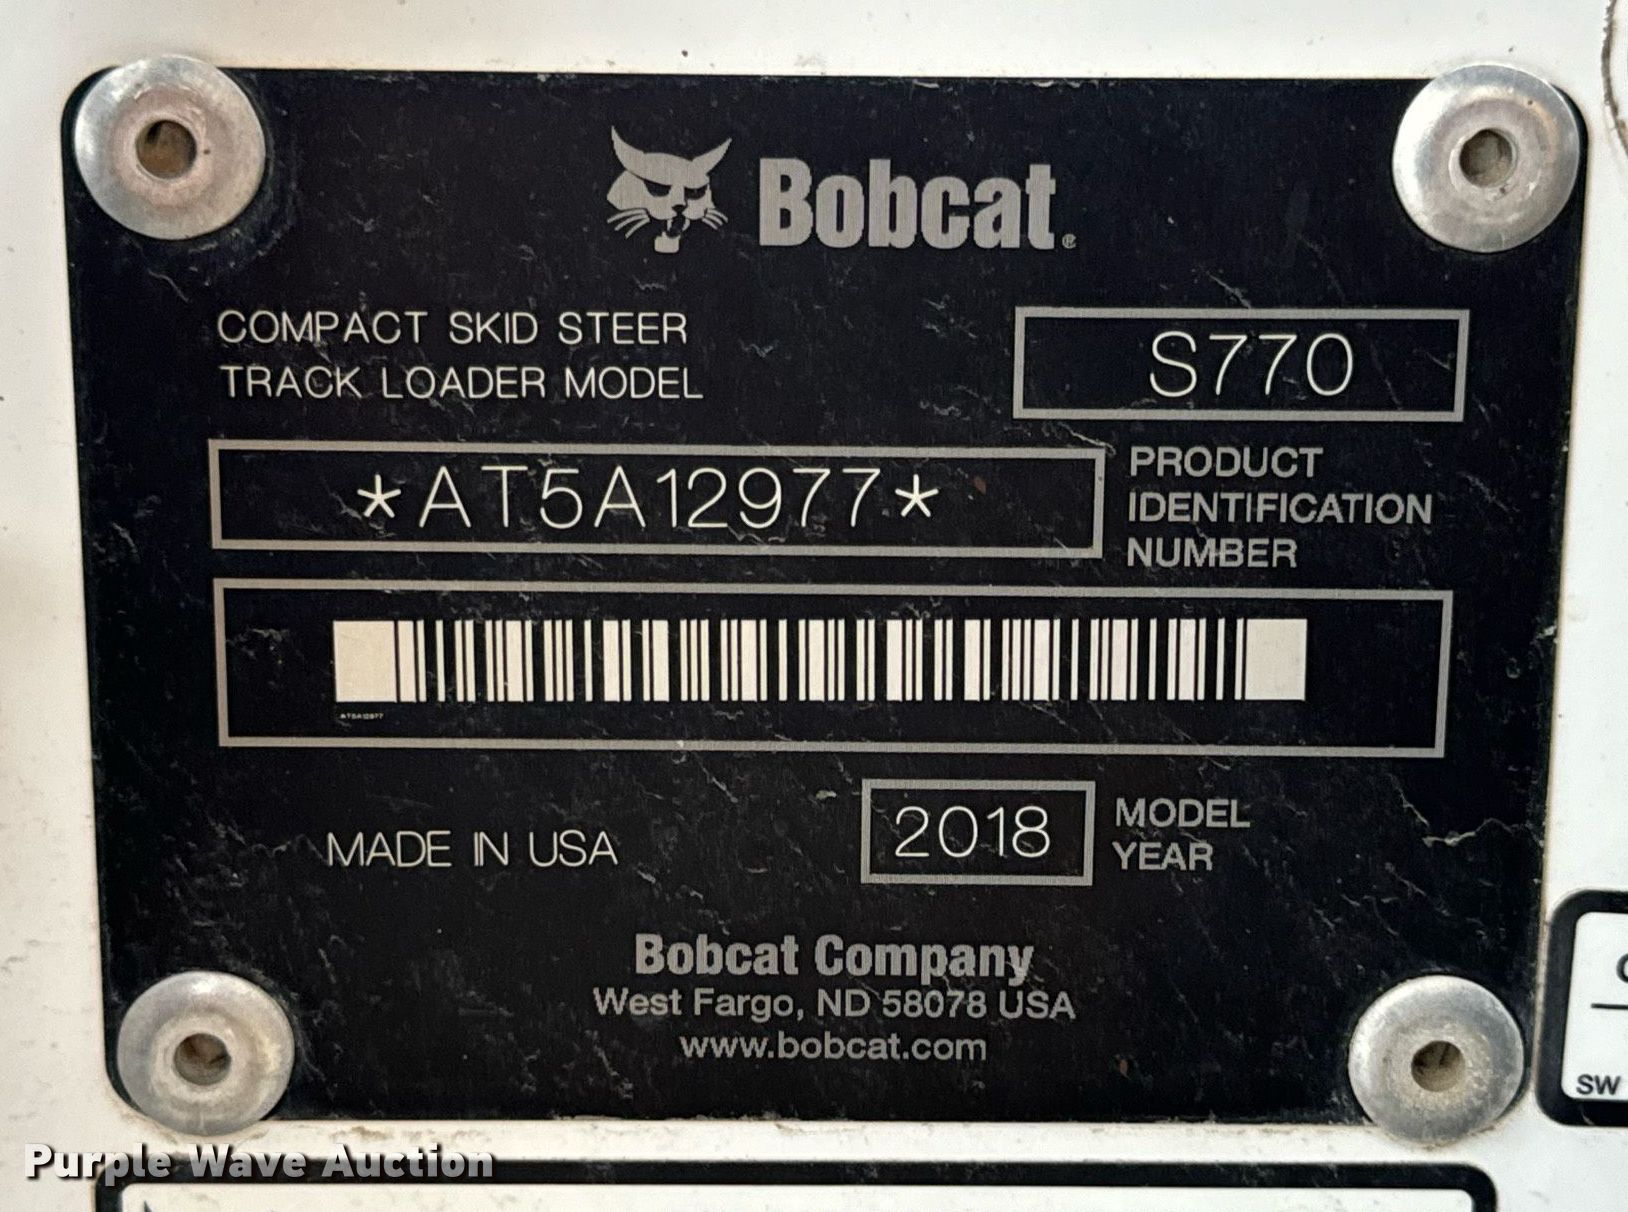 Bobcat®
COMPACT SKID STEER
TRACK LOADER MODEL
S770
*AT5A12977*
PRODUCT
IDENTIFICATION
NUMBER
AT5A12977
MADE IN USA
2018
MODEL
YEAR
Bobcat Company
West Fargo, ND 58078 USA
www.bobcat.com
SW
Purple Wave Auction